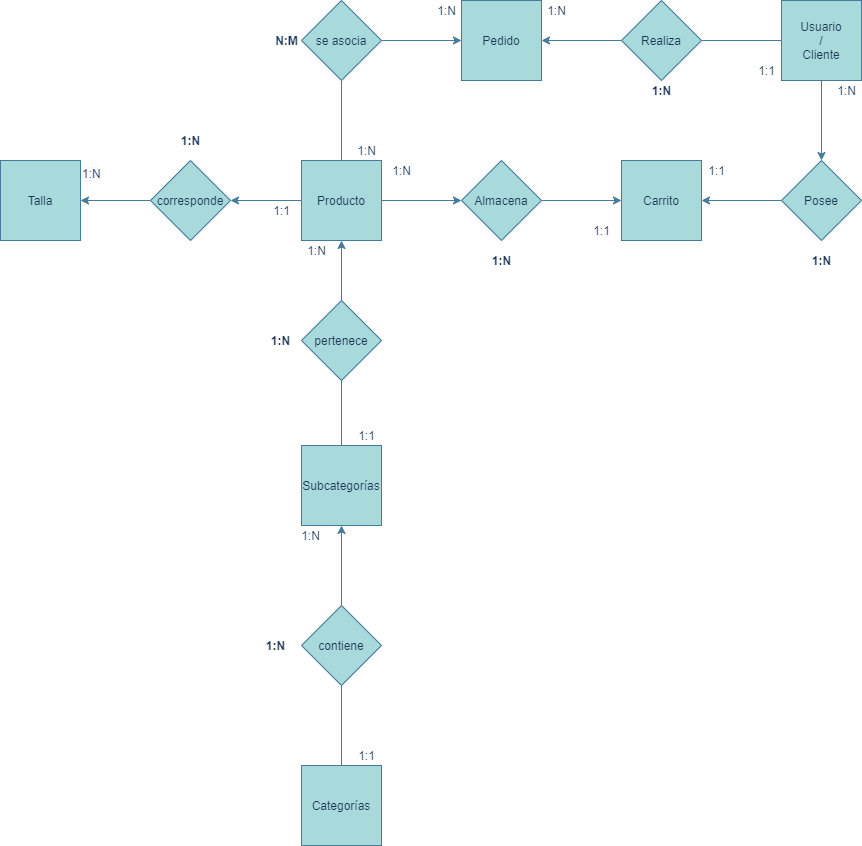 1:N
1:N
Usuario
/
Cliente
N:M
se asocia
Pedido
Realiza
1:1
1:N
1:N
1:N
1:N
1:N
1:N
1:1
Talla
corresponde
Producto
Almacena
Carrito
Posee
1:1
1:1
1:N
1:N
1:N
1:N
pertenece
1:1
Subcategorías
1:N
1:N
contiene
1:1
Categorías